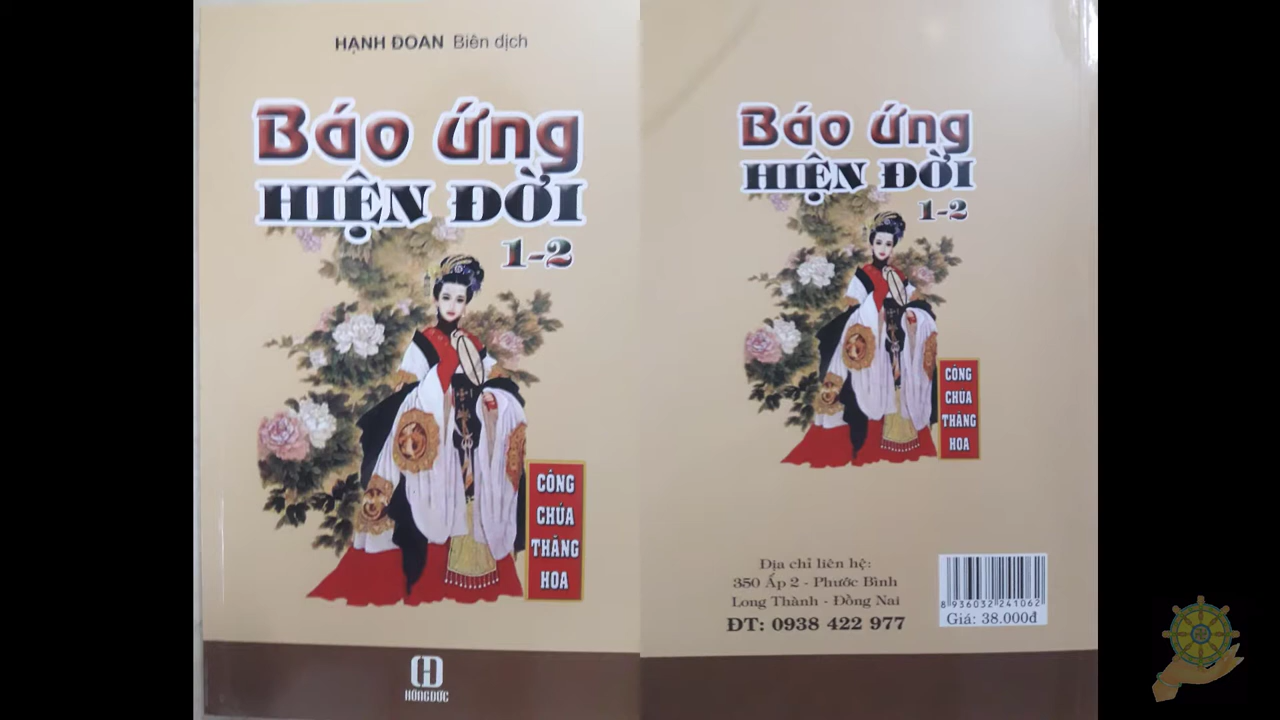 HẠNH ĐOAN Biên dịch
Báo ứng
HIỆN ĐỜI
1-2
CÔNG
CHÚA
THĂNG
HOA
HỒNG ĐỨC
Báo ứng
HIỆN ĐỜI
1-2
CÔNG
CHÚA
THĂNG
HOA
Địa chỉ liên hệ:
350 Ấp 2 - Phước Bình
Long Thành - Đồng Nai
ĐT: 0938 422 977
8 936032 241062
Giá: 38.000đ